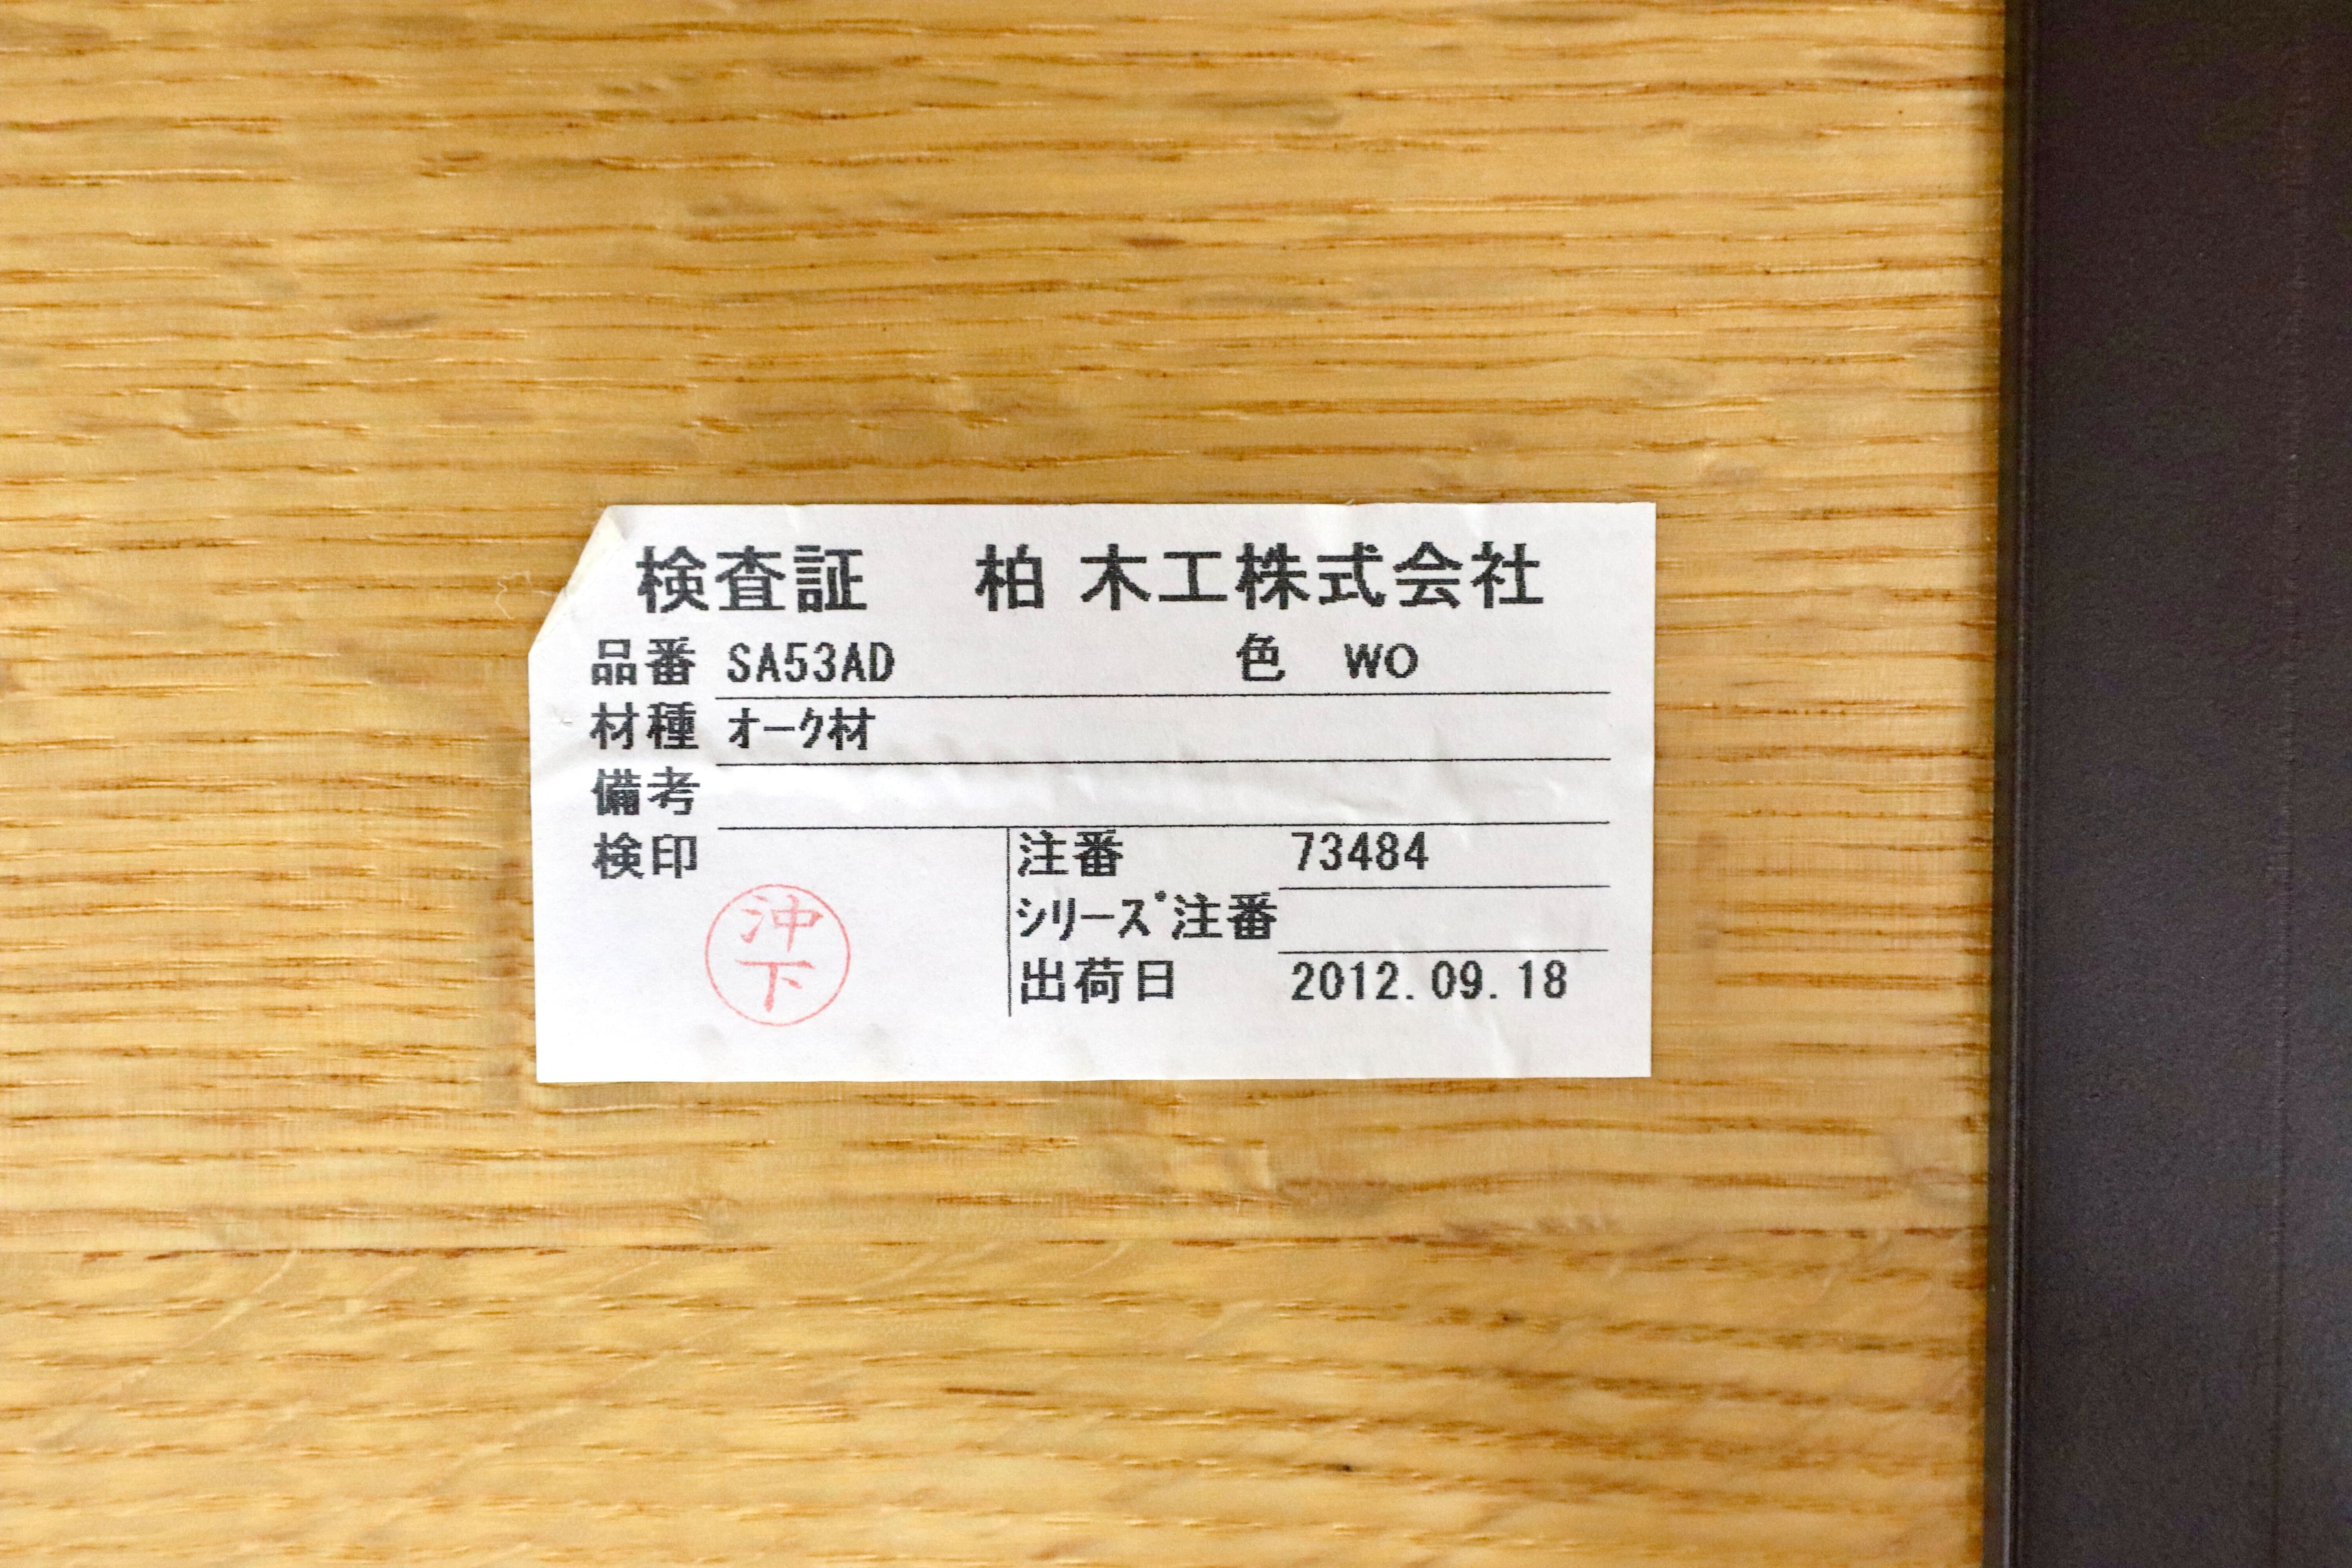 検査証 柏 木工株式会社
品番 SA53AD 色 WO
材種 ｵｰｸ材
備考
検印
注番 73484
ｼﾘｰｽﾞ注番
出荷日 2012.09.18
沖
下